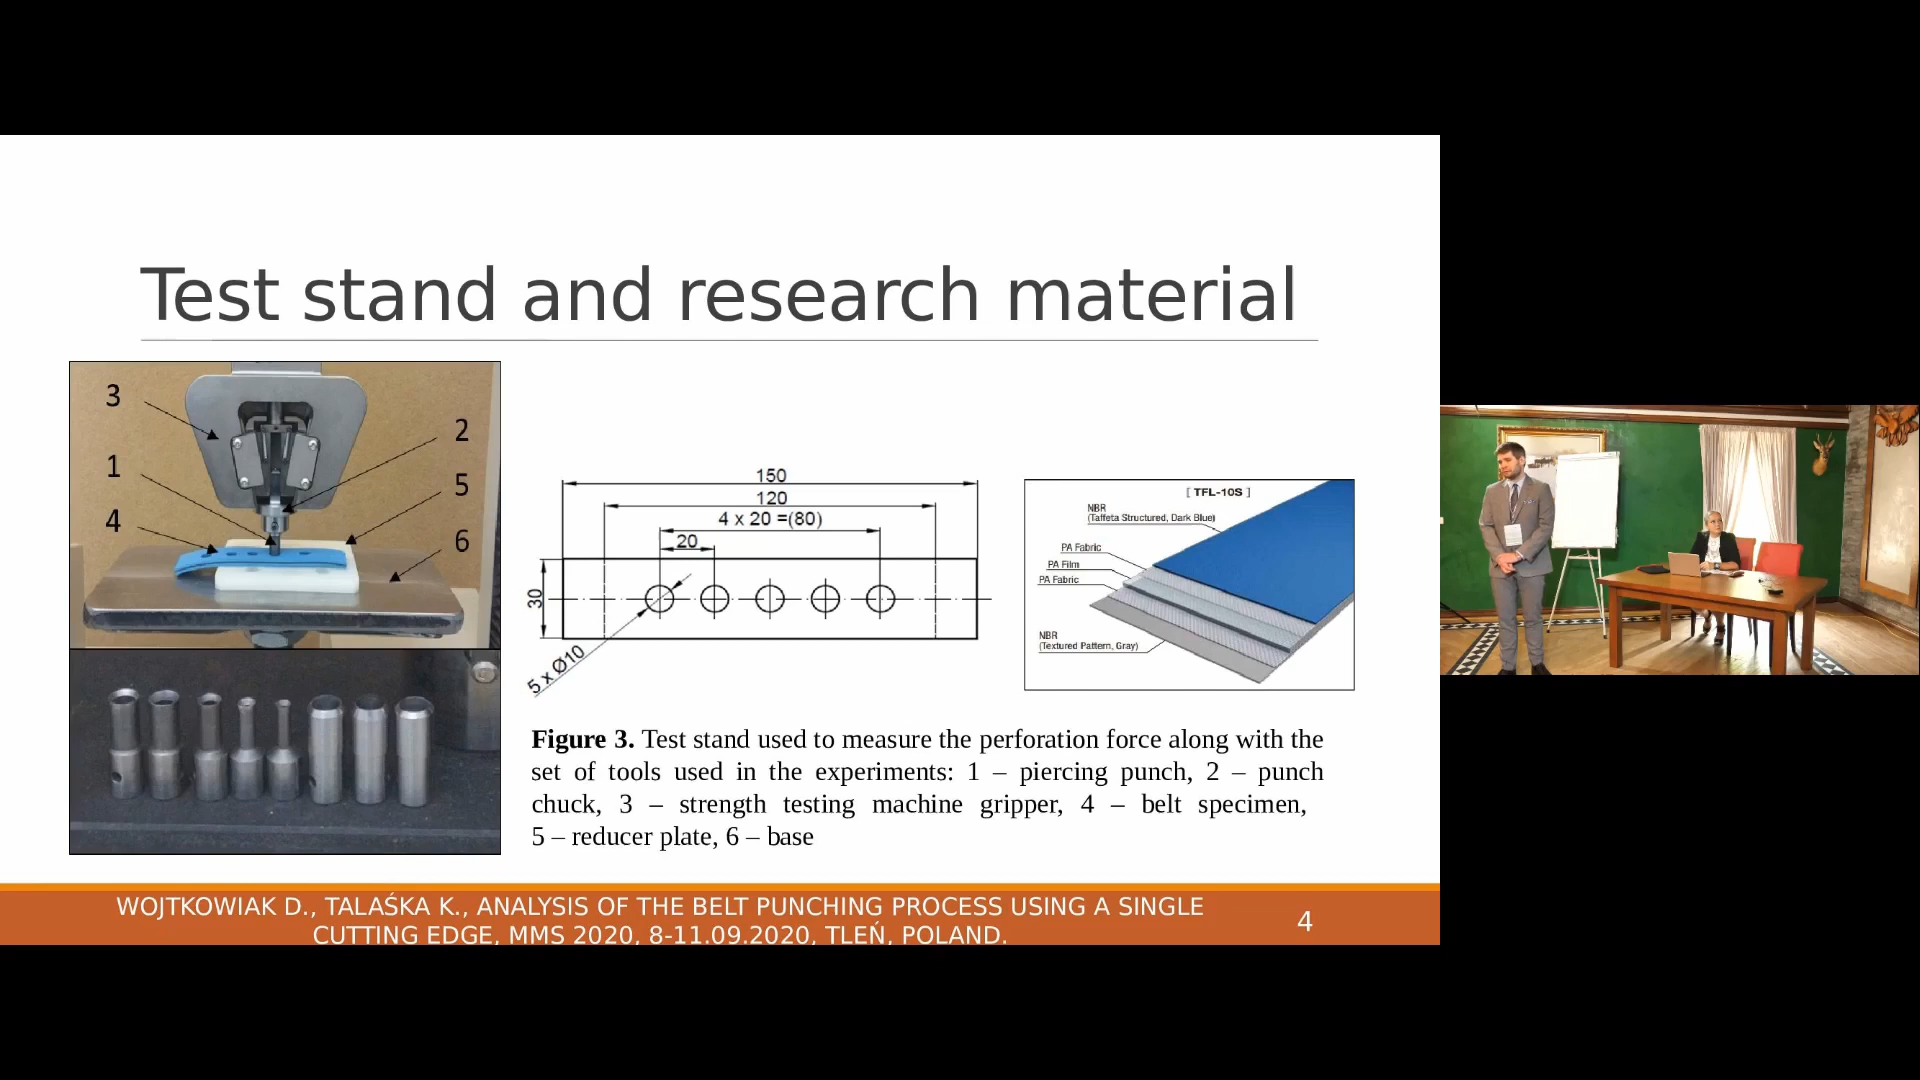 Test stand and research material
3
2
1
5
4
6
150
120
4 x 20 =(80)
20
30
5 x Ø10
[ TFL-10S ]
NBR
(Taffeta Structured, Dark Blue)
PA Fabric
PA Film
PA Fabric
NBR
(Textured Pattern, Gray)
Figure 3. Test stand used to measure the perforation force along with the
set of tools used in the experiments: 1 – piercing punch, 2 – punch
chuck, 3 – strength testing machine gripper, 4 – belt specimen,
5 – reducer plate, 6 – base
WOJTKOWIAK D., TALAŚKA K., ANALYSIS OF THE BELT PUNCHING PROCESS USING A SINGLE
CUTTING EDGE, MMS 2020, 8-11.09.2020, TLEŃ, POLAND.
4